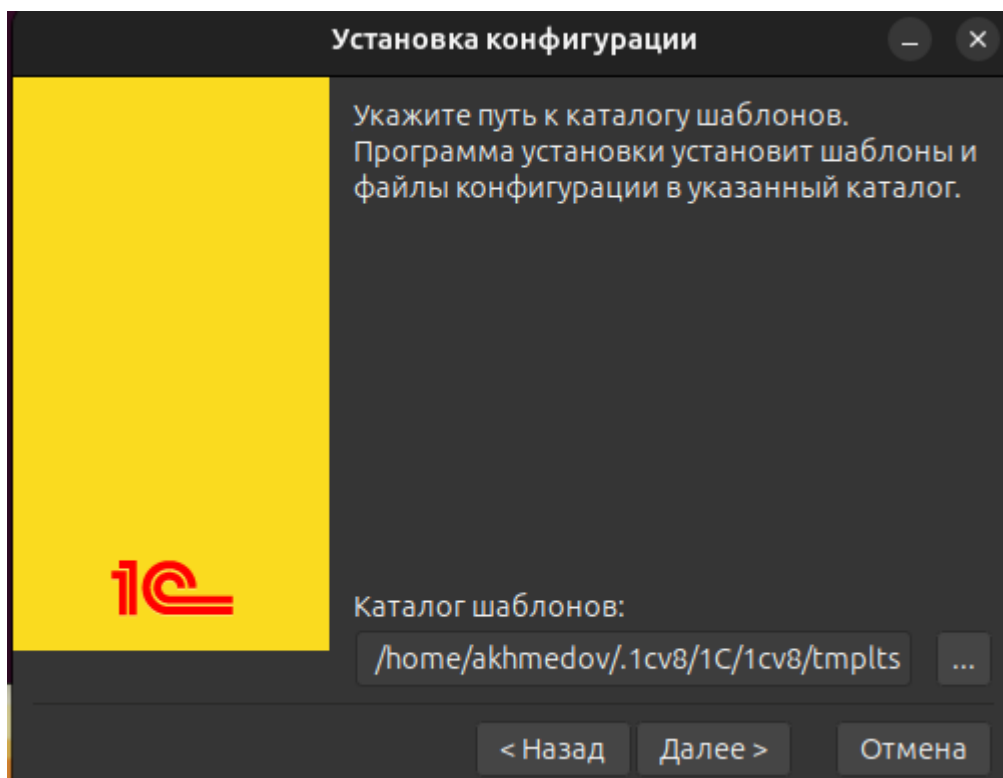 Установка конфигурации
Укажите путь к каталогу шаблонов.
Программа установки установит шаблоны и
файлы конфигурации в указанный каталог.
1С
Каталог шаблонов:
/home/akhmedov/.1cv8/1C/1cv8/tmplts
...
< Назад
Далее >
Отмена